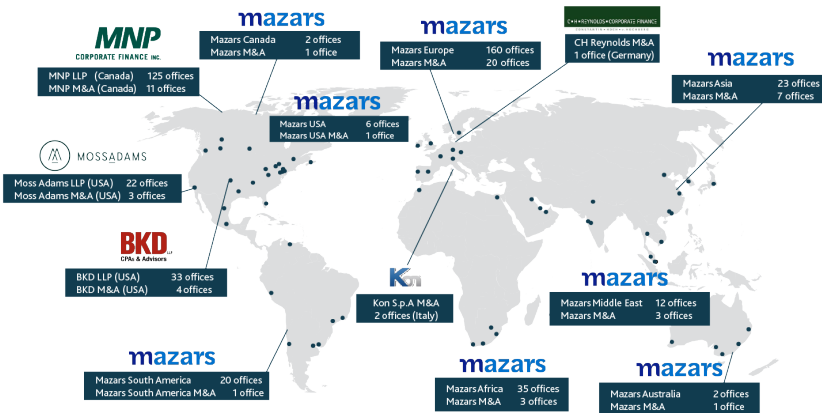 MNP
CORPORATE FINANCE INC.
MNP LLP (Canada) 125 offices
MNP M&A (Canada) 11 offices
mazars
Mazars Canada 2 offices
Mazars M&A 1 office
mazars
Mazars Europe 160 offices
Mazars M&A 20 offices
C•H•REYNOLDS•CORPORATE FINANCE
CH Reynolds M&A
1 office (Germany)
mazars
Mazars Asia 23 offices
Mazars M&A 7 offices
mazars
Mazars USA 6 offices
Mazars USA M&A 1 office
MOSSADAMS
Moss Adams LLP (USA) 22 offices
Moss Adams M&A (USA) 3 offices
BKD
CPAs & Advisors
BKD LLP (USA) 33 offices
BKD M&A (USA) 4 offices
Kon
Kon S.p.A M&A
2 offices (Italy)
mazars
Mazars Middle East 12 offices
Mazars M&A 3 offices
mazars
Mazars South America 20 offices
Mazars South America M&A 1 office
mazars
Mazars Africa 35 offices
Mazars M&A 3 offices
mazars
Mazars Australia 2 offices
Mazars M&A 1 office